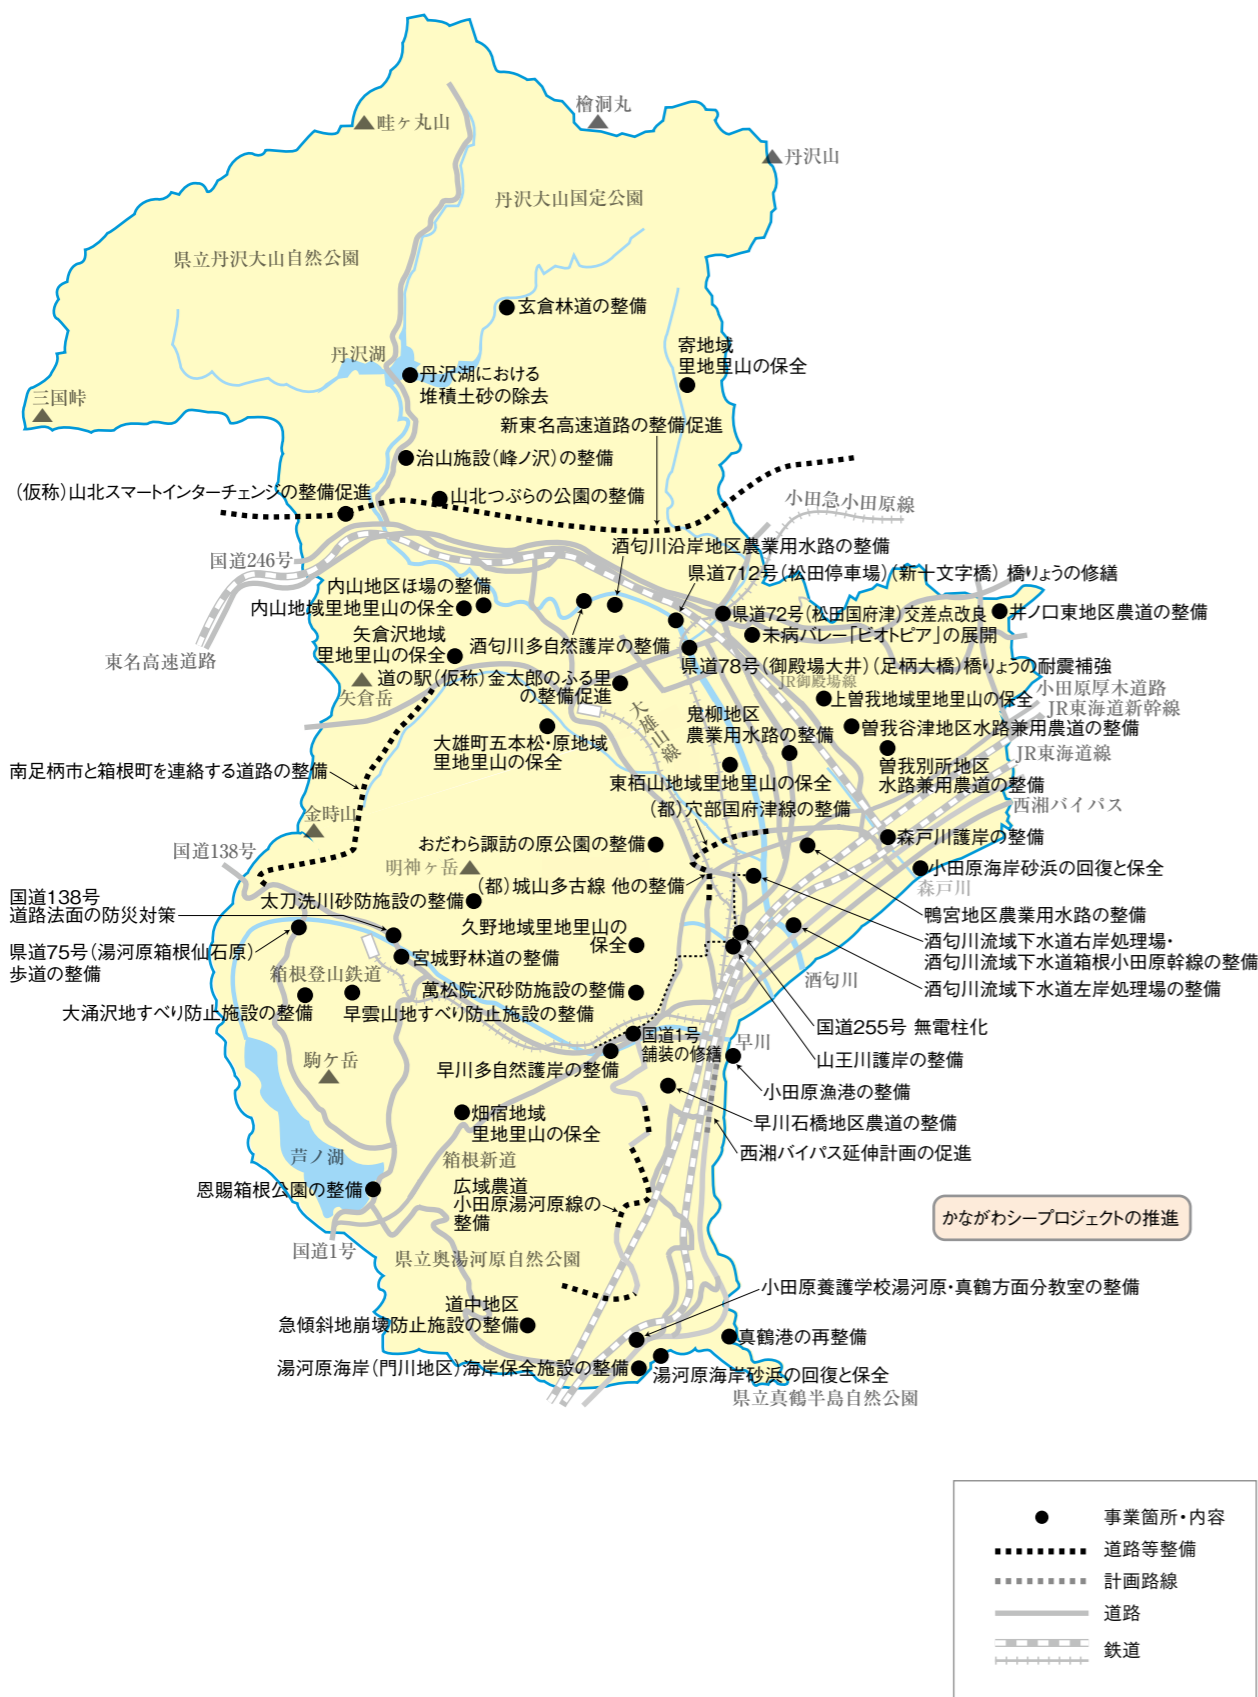 檜洞丸
畦ヶ丸山
丹沢山
丹沢大山国定公園
県立丹沢大山自然公園
玄倉林道の整備
丹沢湖
寄地域
里地里山の保全
丹沢湖における
堆積土砂の除去
三国峠
新東名高速道路の整備促進
治山施設(峰ノ沢)の整備
(仮称)山北スマートインターチェンジの整備促進
山北つぶらの公園の整備
小田急小田原線
国道246号
酒匂川沿岸地区農業用水路の整備
県道712号(松田停車場)(新十文字橋) 橋りょうの修繕
内山地区ほ場の整備
内山地域里地里山の保全
県道72号(松田国府津)交差点改良
井ノ口東地区農道の整備
東名高速道路
矢倉沢地域
里地里山の保全
酒匂川多自然護岸の整備
未病バレー「ビオトピア」の展開
県道78号(御殿場大井)(足柄大橋)橋りょうの耐震補強
矢倉岳
道の駅(仮称)金太郎のふる里
の整備促進
JR御殿場線
小田原厚木道路
上曽我地域里地里山の保全
JR東海道新幹線
大雄山線
鬼柳地区
農業用水路の整備
曽我谷津地区水路兼用農道の整備
大雄町五本松・原地域
里地里山の保全
JR東海道線
曽我別所地区
水路兼用農道の整備
南足柄市と箱根町を連絡する道路の整備
東栢山地域里地里山の保全
西湘バイパス
(都)穴部国府津線の整備
金時山
国道138号
おだわら諏訪の原公園の整備
森戸川護岸の整備
明神ヶ岳
小田原海岸砂浜の回復と保全
森戸川
国道138号
道路法面の防災対策
太刀洗川砂防施設の整備
(都)城山多古線 他の整備
鴨宮地区農業用水路の整備
久野地域里地里山の
保全
酒匂川流域下水道右岸処理場・
酒匂川流域下水道箱根小田原幹線の整備
県道75号(湯河原箱根仙石原)
歩道の整備
宮城野林道の整備
箱根登山鉄道
酒匂川
酒匂川流域下水道左岸処理場の整備
萬松院沢砂防施設の整備
大涌沢地すべり防止施設の整備
早雲山地すべり防止施設の整備
国道255号 無電柱化
国道1号
舗装の修繕
早川
山王川護岸の整備
駒ケ岳
早川多自然護岸の整備
小田原漁港の整備
畑宿地域
里地里山の保全
早川石橋地区農道の整備
芦ノ湖
箱根新道
西湘バイパス延伸計画の促進
恩賜箱根公園の整備
広域農道
小田原湯河原線の
整備
かながわシープロジェクトの推進
国道1号
県立奥湯河原自然公園
小田原養護学校湯河原・真鶴方面分教室の整備
道中地区
急傾斜地崩壊防止施設の整備
真鶴港の再整備
湯河原海岸(門川地区)海岸保全施設の整備
湯河原海岸砂浜の回復と保全
県立真鶴半島自然公園
事業箇所・内容
道路等整備
計画路線
道路
鉄道